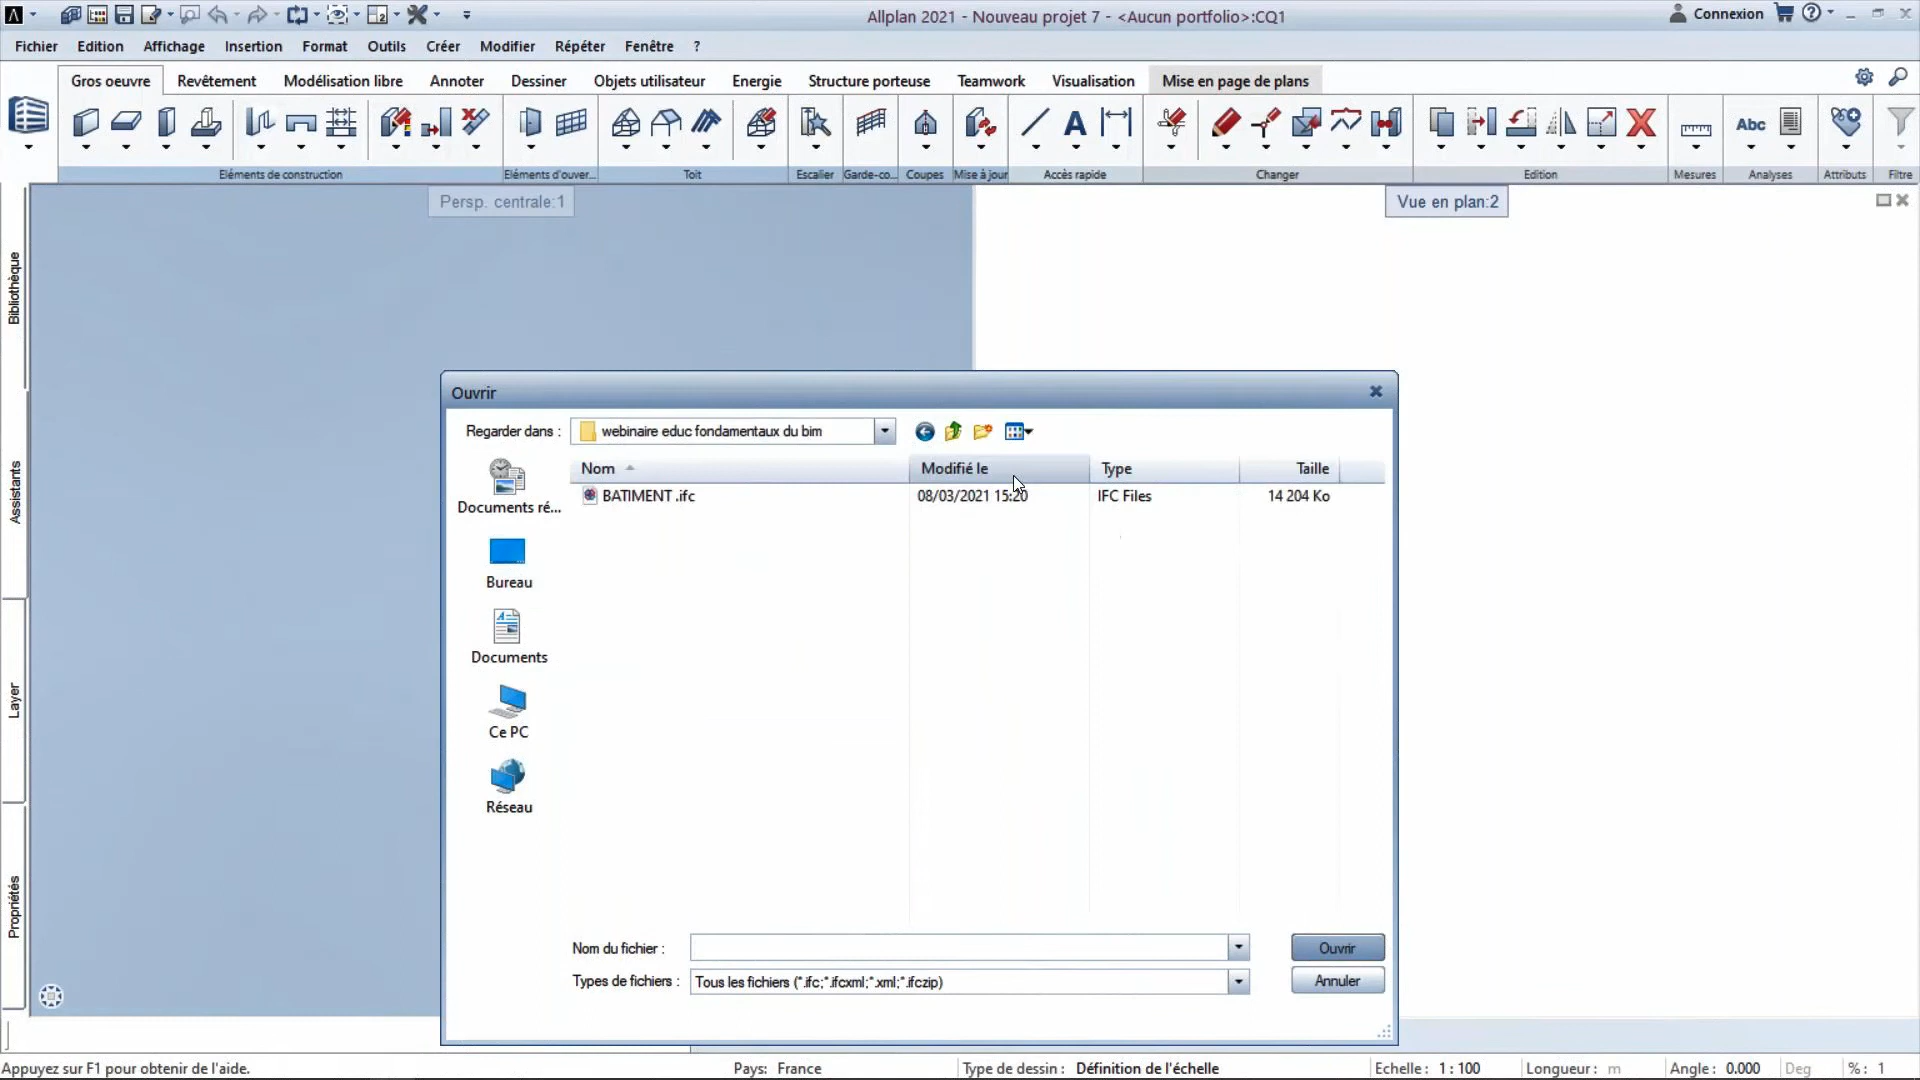 Allplan 2021 - Nouveau projet 7 - <Aucun portfolio>:CQ1
Connexion
Fichier Edition Affichage Insertion Format Outils Créer Modifier Répéter Fenêtre ?
Gros oeuvre Revêtement Modélisation libre Annoter Dessiner Objets utilisateur Energie Structure porteuse Teamwork Visualisation Mise en page de plans
A Abc
Eléments de construction Eléments d'ouver... Toit Escalier Garde-co... Coupes Mise à jour Accès rapide Changer Edition Mesures Analyses Attributs Filtre
Persp. centrale:1
Vue en plan:2
Bibliothèque
Assistants
Layer
Propriétés
Ouvrir
Regarder dans : webinaire educ fondamentaux du bim
Nom Modifié le Type Taille
BATIMENT .ifc 08/03/2021 15:20 IFC Files 14 204 Ko
Documents ré...
Bureau
Documents
Ce PC
Réseau
Nom du fichier : Ouvrir
Types de fichiers : Tous les fichiers (*.ifc;*.ifcxml;*.xml;*.ifczip) Annuler
Appuyez sur F1 pour obtenir de l'aide. Pays: France Type de dessin : Définition de l'échelle Echelle : 1 : 100 Longueur : m Angle : 0.000 Deg % : 1